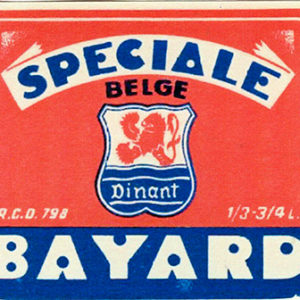 SPECIALE
BELGE
Dinant
R.C.D. 798
1/3-3/4 L
BAYARD